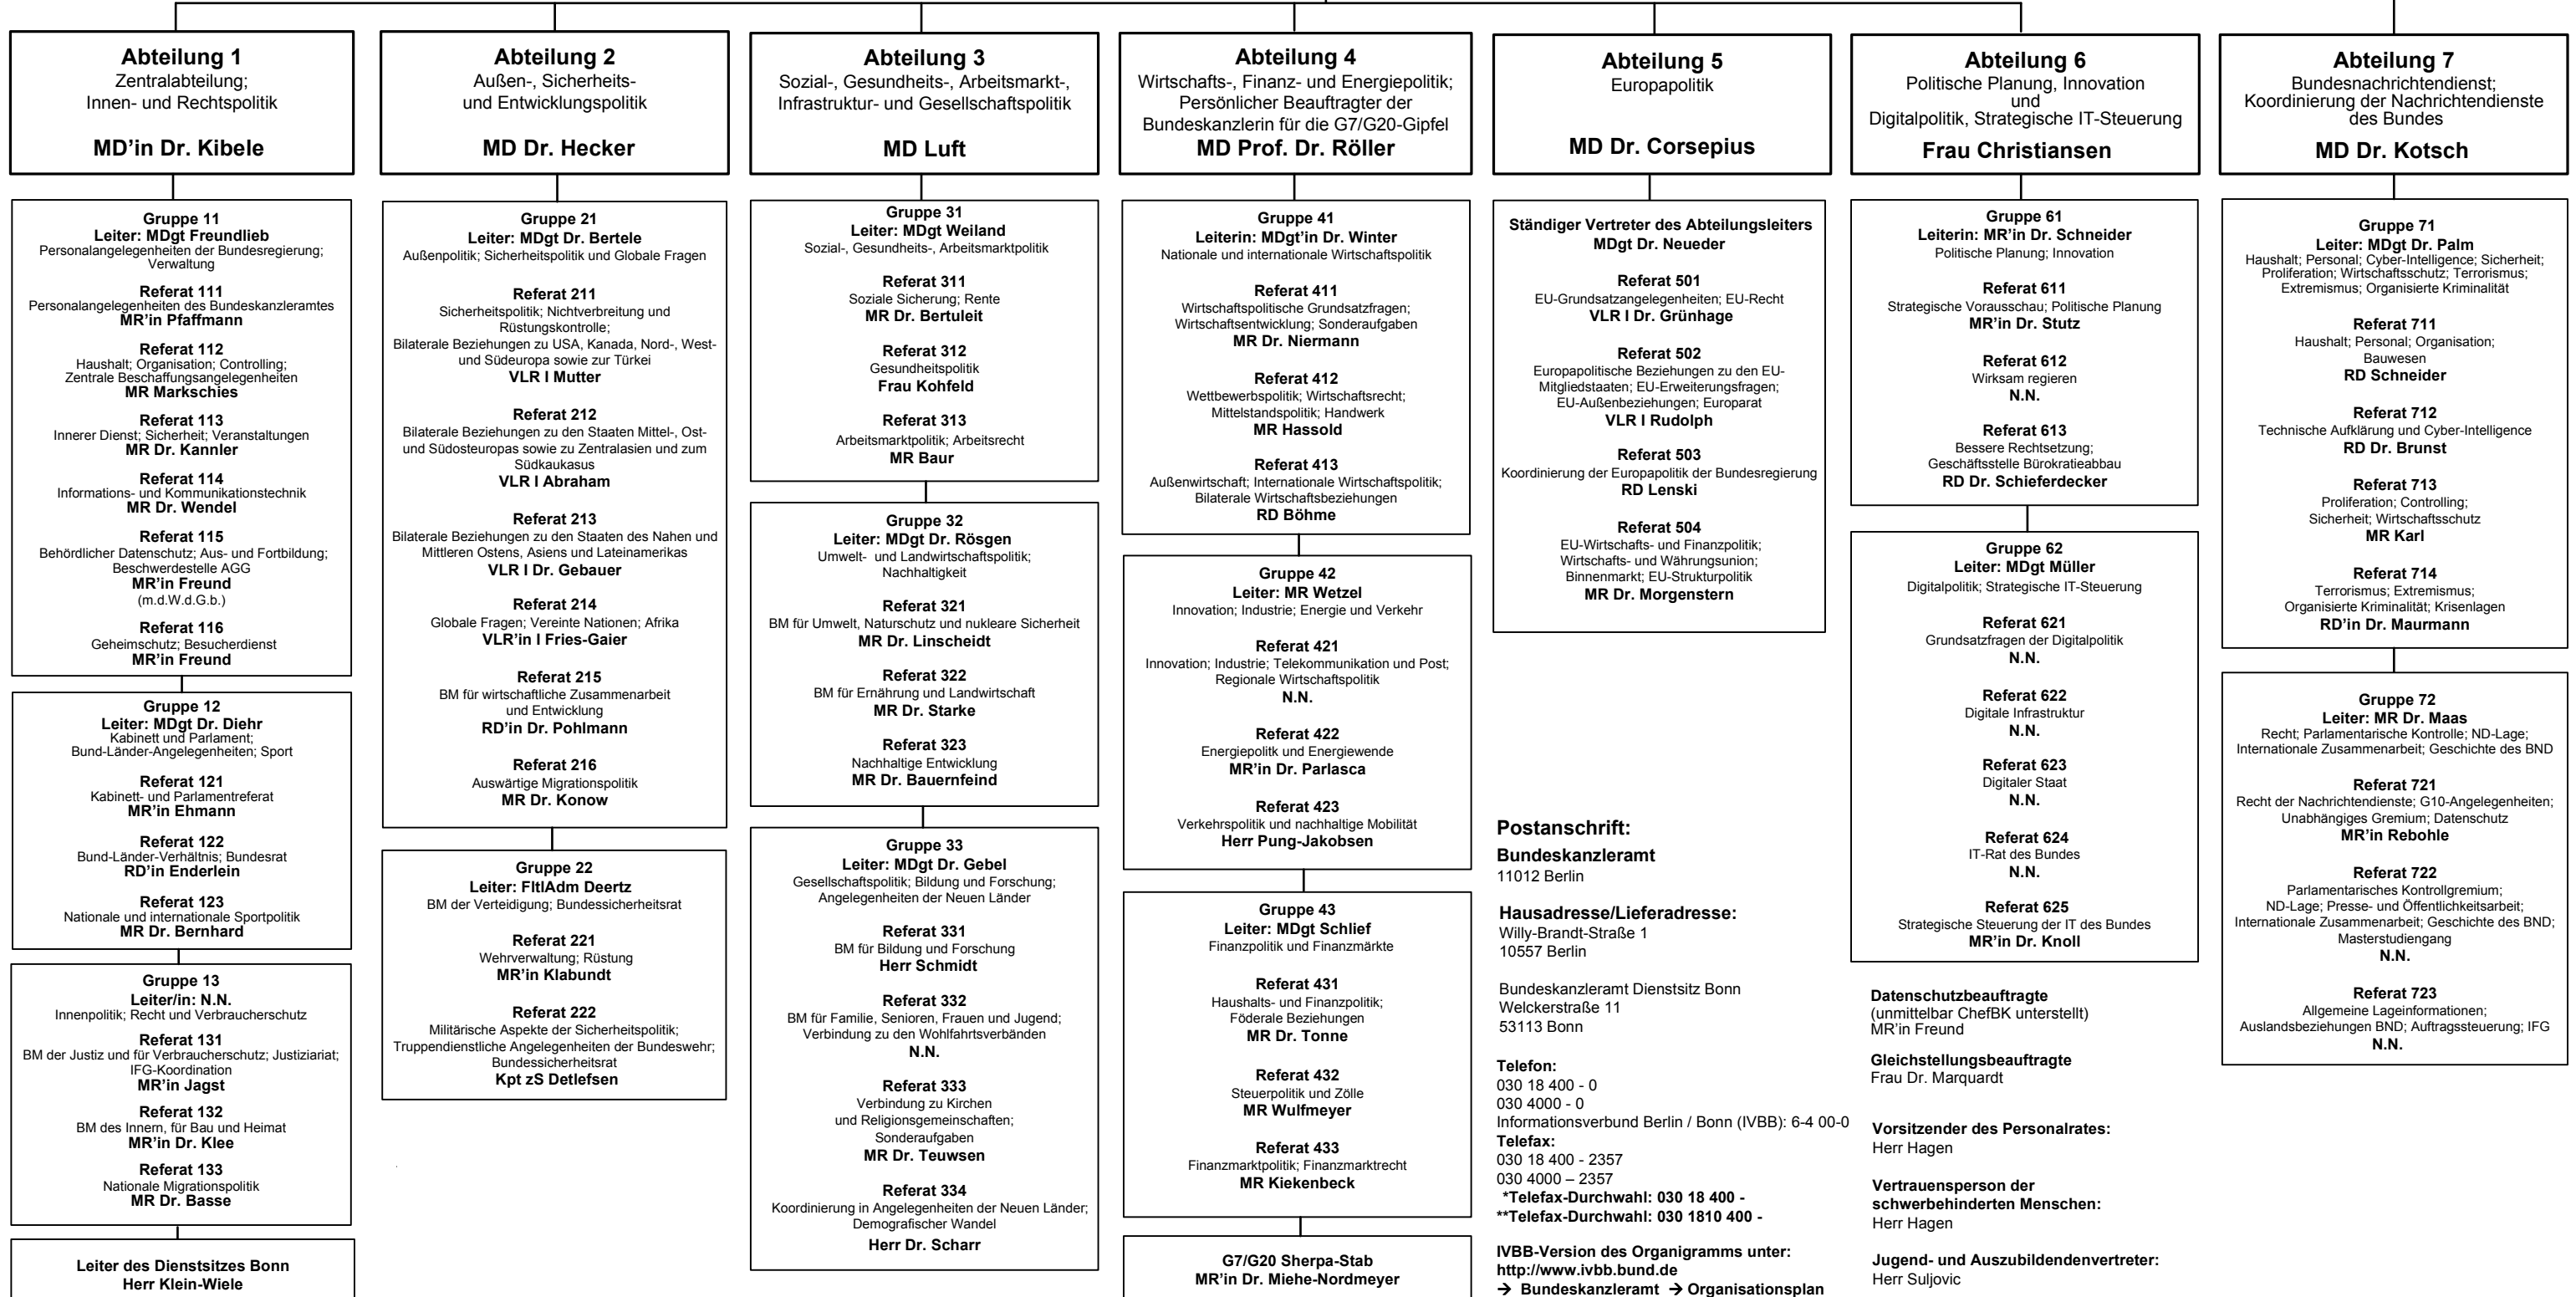 Abteilung 1
Zentralabteilung;
Innen- und Rechtspolitik
MD’in Dr. Kibele
Gruppe 11
Leiter: MDgt Freundlieb
Personalangelegenheiten der Bundesregierung;
Verwaltung
Referat 111
Personalangelegenheiten des Bundeskanzleramtes
MR’in Pfaffmann
Referat 112
Haushalt; Organisation; Controlling;
Zentrale Beschaffungsangelegenheiten
MR Markschies
Referat 113
Innerer Dienst; Sicherheit; Veranstaltungen
MR Dr. Kannler
Referat 114
Informations- und Kommunikationstechnik
MR Dr. Wendel
Referat 115
Behördlicher Datenschutz; Aus- und Fortbildung;
Beschwerdestelle AGG
MR’in Freund
(m.d.W.d.G.b.)
Referat 116
Geheimschutz; Besucherdienst
MR’in Freund
Gruppe 12
Leiter: MDgt Dr. Diehr
Kabinett und Parlament;
Bund-Länder-Angelegenheiten; Sport
Referat 121
Kabinett- und Parlamentreferat
MR’in Ehmann
Referat 122
Bund-Länder-Verhältnis; Bundesrat
RD’in Enderlein
Referat 123
Nationale und internationale Sportpolitik
MR Dr. Bernhard
Gruppe 13
Leiter/in: N.N.
Innenpolitik; Recht und Verbraucherschutz
Referat 131
BM der Justiz und für Verbraucherschutz; Justiziariat;
IFG-Koordination
MR’in Jagst
Referat 132
BM des Innern, für Bau und Heimat
MR’in Dr. Klee
Referat 133
Nationale Migrationspolitik
MR Dr. Basse
Leiter des Dienstsitzes Bonn
Herr Klein-Wiele
Abteilung 2
Außen-, Sicherheits-
und Entwicklungspolitik
MD Dr. Hecker
Gruppe 21
Leiter: MDgt Dr. Bertele
Außenpolitik; Sicherheitspolitik und Globale Fragen
Referat 211
Sicherheitspolitik; Nichtverbreitung und
Rüstungskontrolle;
Bilaterale Beziehungen zu USA, Kanada, Nord-, West-
und Südeuropa sowie zur Türkei
VLR I Mutter
Referat 212
Bilaterale Beziehungen zu den Staaten Mittel-, Ost-
und Südosteuropas sowie zu Zentralasien und zum
Südkaukasus
VLR I Abraham
Referat 213
Bilaterale Beziehungen zu den Staaten des Nahen und
Mittleren Ostens, Asiens und Lateinamerikas
VLR I Dr. Gebauer
Referat 214
Globale Fragen; Vereinte Nationen; Afrika
VLR’in I Fries-Gaier
Referat 215
BM für wirtschaftliche Zusammenarbeit
und Entwicklung
RD’in Dr. Pohlmann
Referat 216
Auswärtige Migrationspolitik
MR Dr. Konow
Gruppe 22
Leiter: FltlAdm Deertz
BM der Verteidigung; Bundessicherheitsrat
Referat 221
Wehrverwaltung; Rüstung
MR’in Klabundt
Referat 222
Militärische Aspekte der Sicherheitspolitik;
Truppendienstliche Angelegenheiten der Bundeswehr;
Bundessicherheitsrat
Kpt zS Detlefsen
Abteilung 3
Sozial-, Gesundheits-, Arbeitsmarkt-,
Infrastruktur- und Gesellschaftspolitik
MD Luft
Gruppe 31
Leiter: MDgt Weiland
Sozial-, Gesundheits-, Arbeitsmarktpolitik
Referat 311
Soziale Sicherung; Rente
MR Dr. Bertuleit
Referat 312
Gesundheitspolitik
Frau Kohfeld
Referat 313
Arbeitsmarktpolitik; Arbeitsrecht
MR Baur
Gruppe 32
Leiter: MDgt Dr. Rösgen
Umwelt- und Landwirtschaftspolitik;
Nachhaltigkeit
Referat 321
BM für Umwelt, Naturschutz und nukleare Sicherheit
MR Dr. Linscheidt
Referat 322
BM für Ernährung und Landwirtschaft
MR Dr. Starke
Referat 323
Nachhaltige Entwicklung
MR Dr. Bauernfeind
Gruppe 33
Leiter: MDgt Dr. Gebel
Gesellschaftspolitik; Bildung und Forschung;
Angelegenheiten der Neuen Länder
Referat 331
BM für Bildung und Forschung
Herr Schmidt
Referat 332
BM für Familie, Senioren, Frauen und Jugend;
Verbindung zu den Wohlfahrtsverbänden
N.N.
Referat 333
Verbindung zu Kirchen
und Religionsgemeinschaften;
Sonderaufgaben
MR Dr. Teuwsen
Referat 334
Koordinierung in Angelegenheiten der Neuen Länder;
Demografischer Wandel
Herr Dr. Scharr
Abteilung 4
Wirtschafts-, Finanz- und Energiepolitik;
Persönlicher Beauftragter der
Bundeskanzlerin für die G7/G20-Gipfel
MD Prof. Dr. Röller
Gruppe 41
Leiterin: MDgt’in Dr. Winter
Nationale und internationale Wirtschaftspolitik
Referat 411
Wirtschaftspolitische Grundsatzfragen;
Wirtschaftsentwicklung; Sonderaufgaben
MR Dr. Niermann
Referat 412
Wettbewerbspolitik; Wirtschaftsrecht;
Mittelstandspolitik; Handwerk
MR Hassold
Referat 413
Außenwirtschaft; Internationale Wirtschaftspolitik;
Bilaterale Wirtschaftsbeziehungen
RD Böhme
Gruppe 42
Leiter: MR Wetzel
Innovation; Industrie; Energie und Verkehr
Referat 421
Innovation; Industrie; Telekommunikation und Post;
Regionale Wirtschaftspolitik
N.N.
Referat 422
Energiepolitk und Energiewende
MR’in Dr. Parlasca
Referat 423
Verkehrspolitik und nachhaltige Mobilität
Herr Pung-Jakobsen
Gruppe 43
Leiter: MDgt Schlief
Finanzpolitik und Finanzmärkte
Referat 431
Haushalts- und Finanzpolitik;
Föderale Beziehungen
MR Dr. Tonne
Referat 432
Steuerpolitik und Zölle
MR Wulfmeyer
Referat 433
Finanzmarktpolitik; Finanzmarktrecht
MR Kiekenbeck
G7/G20 Sherpa-Stab
MR’in Dr. Miehe-Nordmeyer
Abteilung 5
Europapolitik
MD Dr. Corsepius
Ständiger Vertreter des Abteilungsleiters
MDgt Dr. Neueder
Referat 501
EU-Grundsatzangelegenheiten; EU-Recht
VLR I Dr. Grünhage
Referat 502
Europapolitische Beziehungen zu den EU-
Mitgliedstaaten; EU-Erweiterungsfragen;
EU-Außenbeziehungen; Europarat
VLR I Rudolph
Referat 503
Koordinierung der Europapolitik der Bundesregierung
RD Lenski
Referat 504
EU-Wirtschafts- und Finanzpolitik;
Wirtschafts- und Währungsunion;
Binnenmarkt; EU-Strukturpolitik
MR Dr. Morgenstern
Postanschrift:
Bundeskanzleramt
11012 Berlin
Hausadresse/Lieferadresse:
Willy-Brandt-Straße 1
10557 Berlin
Bundeskanzleramt Dienstsitz Bonn
Welckerstraße 11
53113 Bonn
Telefon:
030 18 400 - 0
030 4000 - 0
Informationsverbund Berlin / Bonn (IVBB): 6-4 00-0
Telefax:
030 18 400 - 2357
030 4000 – 2357
*Telefax-Durchwahl: 030 18 400 -
**Telefax-Durchwahl: 030 1810 400 -
IVBB-Version des Organigramms unter:
http://www.ivbb.bund.de
→ Bundeskanzleramt → Organisationsplan
Abteilung 6
Politische Planung, Innovation
und
Digitalpolitik, Strategische IT-Steuerung
Frau Christiansen
Gruppe 61
Leiterin: MR’in Dr. Schneider
Politische Planung; Innovation
Referat 611
Strategische Vorausschau; Politische Planung
MR’in Dr. Stutz
Referat 612
Wirksam regieren
N.N.
Referat 613
Bessere Rechtsetzung;
Geschäftsstelle Bürokratieabbau
RD Dr. Schieferdecker
Gruppe 62
Leiter: MDgt Müller
Digitalpolitik; Strategische IT-Steuerung
Referat 621
Grundsatzfragen der Digitalpolitik
N.N.
Referat 622
Digitale Infrastruktur
N.N.
Referat 623
Digitaler Staat
N.N.
Referat 624
IT-Rat des Bundes
N.N.
Referat 625
Strategische Steuerung der IT des Bundes
MR’in Dr. Knoll
Datenschutzbeauftragte
(unmittelbar ChefBK unterstellt)
MR’in Freund
Gleichstellungsbeauftragte
Frau Dr. Marquardt
Vorsitzender des Personalrates:
Herr Hagen
Vertrauensperson der
schwerbehinderten Menschen:
Herr Hagen
Jugend- und Auszubildendenvertreter:
Herr Suljovic
Abteilung 7
Bundesnachrichtendienst;
Koordinierung der Nachrichtendienste
des Bundes
MD Dr. Kotsch
Gruppe 71
Leiter: MDgt Dr. Palm
Haushalt; Personal; Cyber-Intelligence; Sicherheit;
Proliferation; Wirtschaftsschutz; Terrorismus;
Extremismus; Organisierte Kriminalität
Referat 711
Haushalt; Personal; Organisation;
Bauwesen
RD Schneider
Referat 712
Technische Aufklärung und Cyber-Intelligence
RD Dr. Brunst
Referat 713
Proliferation; Controlling;
Sicherheit; Wirtschaftsschutz
MR Karl
Referat 714
Terrorismus; Extremismus;
Organisierte Kriminalität; Krisenlagen
RD’in Dr. Maurmann
Gruppe 72
Leiter: MR Dr. Maas
Recht; Parlamentarische Kontrolle; ND-Lage;
Internationale Zusammenarbeit; Geschichte des BND
Referat 721
Recht der Nachrichtendienste; G10-Angelegenheiten;
Unabhängiges Gremium; Datenschutz
MR’in Rebohle
Referat 722
Parlamentarisches Kontrollgremium;
ND-Lage; Presse- und Öffentlichkeitsarbeit;
Internationale Zusammenarbeit; Geschichte des BND;
Masterstudiengang
N.N.
Referat 723
Allgemeine Lageinformationen;
Auslandsbeziehungen BND; Auftragssteuerung; IFG
N.N.